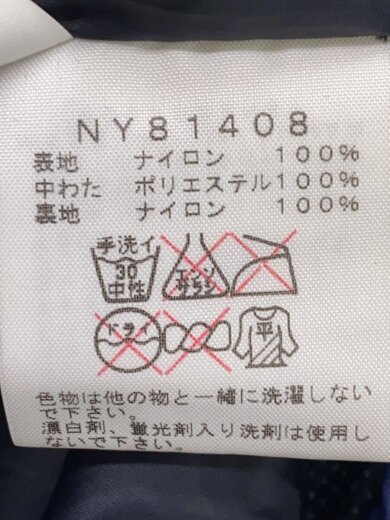 NY81408
表地 ナイロン 100%
中わた ポリエステル100%
裏地 ナイロン 100%
手洗イ
30
中性
エンソ
サラシ
ドライ
平
色物は他の物と一緒に洗濯しない
で下さい。
漂白剤、蛍光剤入り洗剤は使用し
ないで下さい。